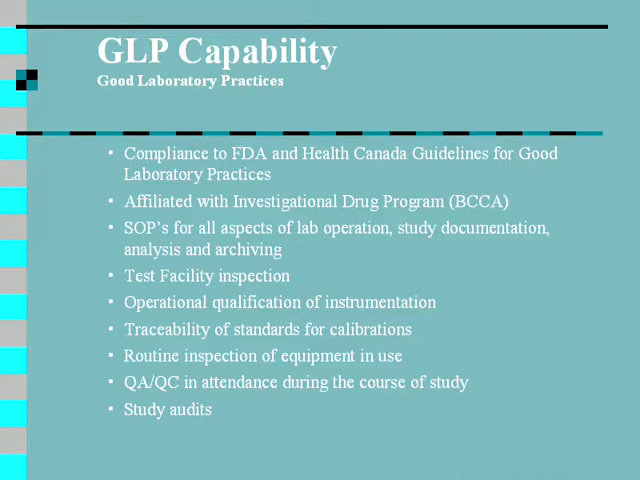 GLP Capability
Good Laboratory Practices
• Compliance to FDA and Health Canada Guidelines for Good
Laboratory Practices
• Affiliated with Investigational Drug Program (BCCA)
• SOP's for all aspects of lab operation, study documentation,
analysis and archiving
• Test Facility inspection
• Operational qualification of instrumentation
• Traceability of standards for calibrations
• Routine inspection of equipment in use
• QA/QC in attendance during the course of study
• Study audits